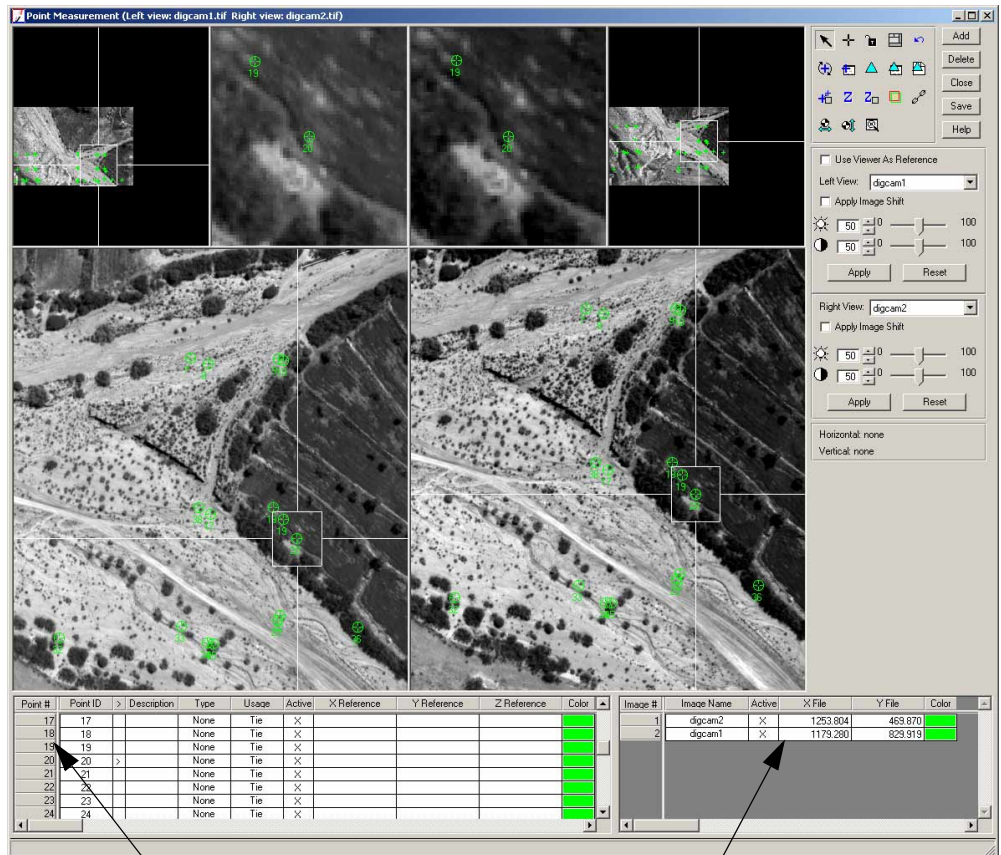 Point Measurement (Left view: digcam1.tif Right view: digcam2.tif)
19
20
19
20
Add
Delete
Close
Save
Help
Use Viewer As Reference
Left View: digcam1
Apply Image Shift
50 0 100
50 0 100
Apply Reset
Right View: digcam2
Apply Image Shift
50 0 100
50 0 100
Apply Reset
Horizontal: none
Vertical: none
19
19
36
36
Point # Point ID > Description Type Usage Active X Reference Y Reference Z Reference Color
17 17 None Tie X
18 18 None Tie X
19 19 None Tie X
20 20 > None Tie X
21 21 None Tie X
22 22 None Tie X
23 23 None Tie X
24 24 None Tie X
Image # Image Name Active X File Y File Color
1 digcam2 X 1253.804 469.870
2 digcam1 X 1179.280 829.919